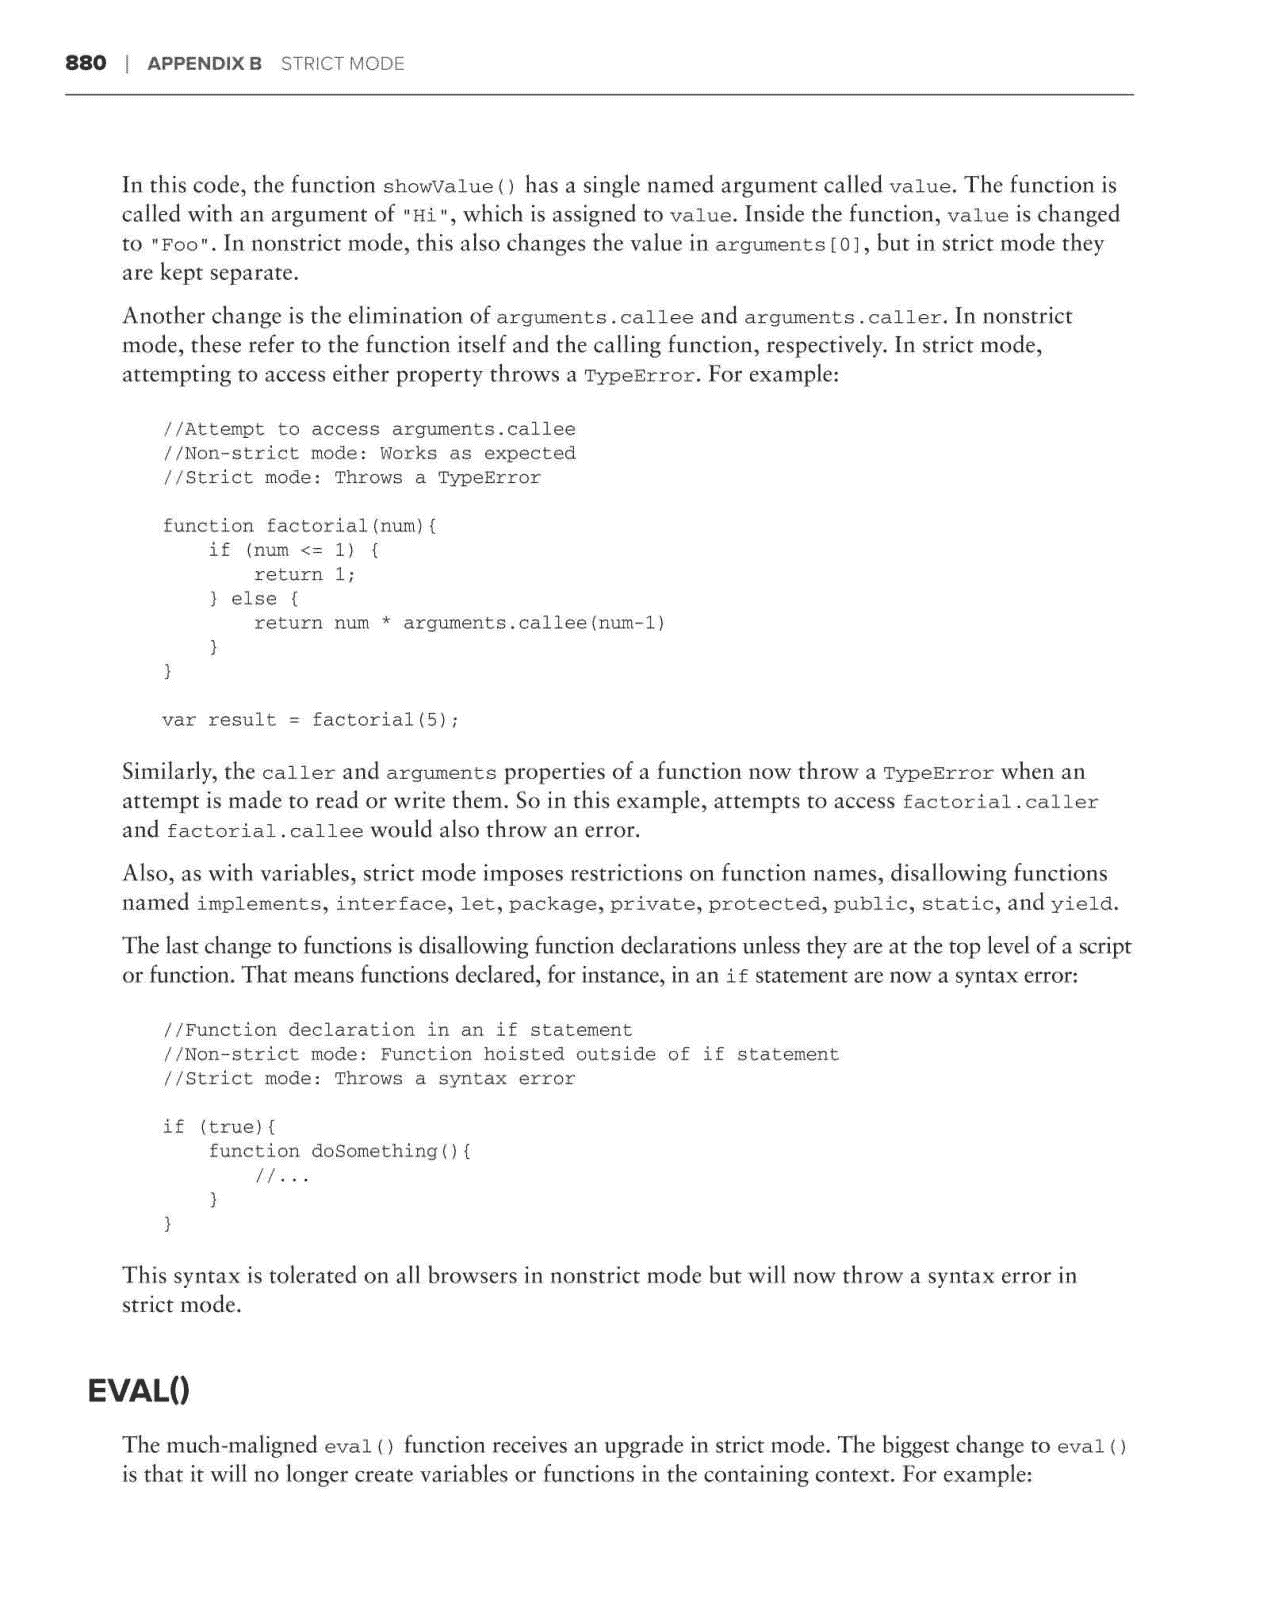 880 | APPENDIX B STRICT MODE
In this code, the function showValue() has a single named argument called value. The function is
called with an argument of "Hi", which is assigned to value. Inside the function, value is changed
to "Foo". In nonstrict mode, this also changes the value in arguments[0], but in strict mode they
are kept separate.
Another change is the elimination of arguments.callee and arguments.caller. In nonstrict
mode, these refer to the function itself and the calling function, respectively. In strict mode,
attempting to access either property throws a TypeError. For example:
//Attempt to access arguments.callee
//Non-strict mode: Works as expected
//Strict mode: Throws a TypeError
function factorial(num){
    if (num <= 1) {
        return 1;
    } else {
        return num * arguments.callee(num-1)
    }
}
var result = factorial(5);
Similarly, the caller and arguments properties of a function now throw a TypeError when an
attempt is made to read or write them. So in this example, attempts to access factorial.caller
and factorial.callee would also throw an error.
Also, as with variables, strict mode imposes restrictions on function names, disallowing functions
named implements, interface, let, package, private, protected, public, static, and yield.
The last change to functions is disallowing function declarations unless they are at the top level of a script
or function. That means functions declared, for instance, in an if statement are now a syntax error:
//Function declaration in an if statement
//Non-strict mode: Function hoisted outside of if statement
//Strict mode: Throws a syntax error
if (true){
    function doSomething(){
        //...
    }
}
This syntax is tolerated on all browsers in nonstrict mode but will now throw a syntax error in
strict mode.
EVAL()
The much-maligned eval() function receives an upgrade in strict mode. The biggest change to eval()
is that it will no longer create variables or functions in the containing context. For example: